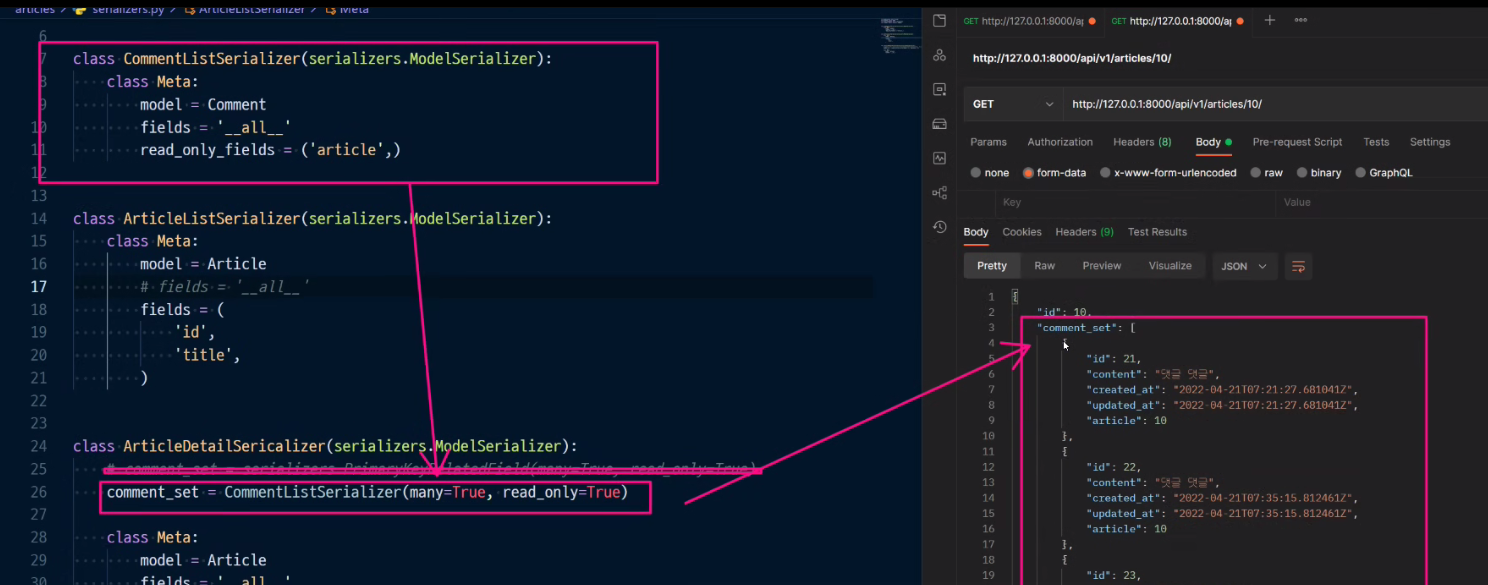 articles > serializers.py > ArticleListSerializer > Meta
6
7 class CommentListSerializer(serializers.ModelSerializer):
8 class Meta:
9 model = Comment
10 fields = '__all__'
11 read_only_fields = ('article',)
12
13
14 class ArticleListSerializer(serializers.ModelSerializer):
15 class Meta:
16 model = Article
17 # fields = '__all__'
18 fields = (
19 'id',
20 'title',
21 )
22
23
24 class ArticleDetailSericalizer(serializers.ModelSerializer):
25 # comment_set = serializers.PrimaryKeyRelatedField(many=True, read_only=True)
26 comment_set = CommentListSerializer(many=True, read_only=True)
27
28 class Meta:
29 model = Article
30 fields = '__all__'
GET http://127.0.0.1:8000/ap GET http://127.0.0.1:8000/ap + ooo
http://127.0.0.1:8000/api/v1/articles/10/
GET http://127.0.0.1:8000/api/v1/articles/10/
Params Authorization Headers (8) Body Pre-request Script Tests Settings
none form-data x-www-form-urlencoded raw binary GraphQL
Key Value
Body Cookies Headers (9) Test Results
Pretty Raw Preview Visualize JSON
1 {
2 "id": 10,
3 "comment_set": [
4 {
5 "id": 21,
6 "content": "댓글 댓글",
7 "created_at": "2022-04-21T07:21:27.681041Z",
8 "updated_at": "2022-04-21T07:21:27.681041Z",
9 "article": 10
10 },
11 {
12 "id": 22,
13 "content": "댓글 댓글",
14 "created_at": "2022-04-21T07:35:15.812461Z",
15 "updated_at": "2022-04-21T07:35:15.812461Z",
16 "article": 10
17 },
18 {
19 "id": 23,